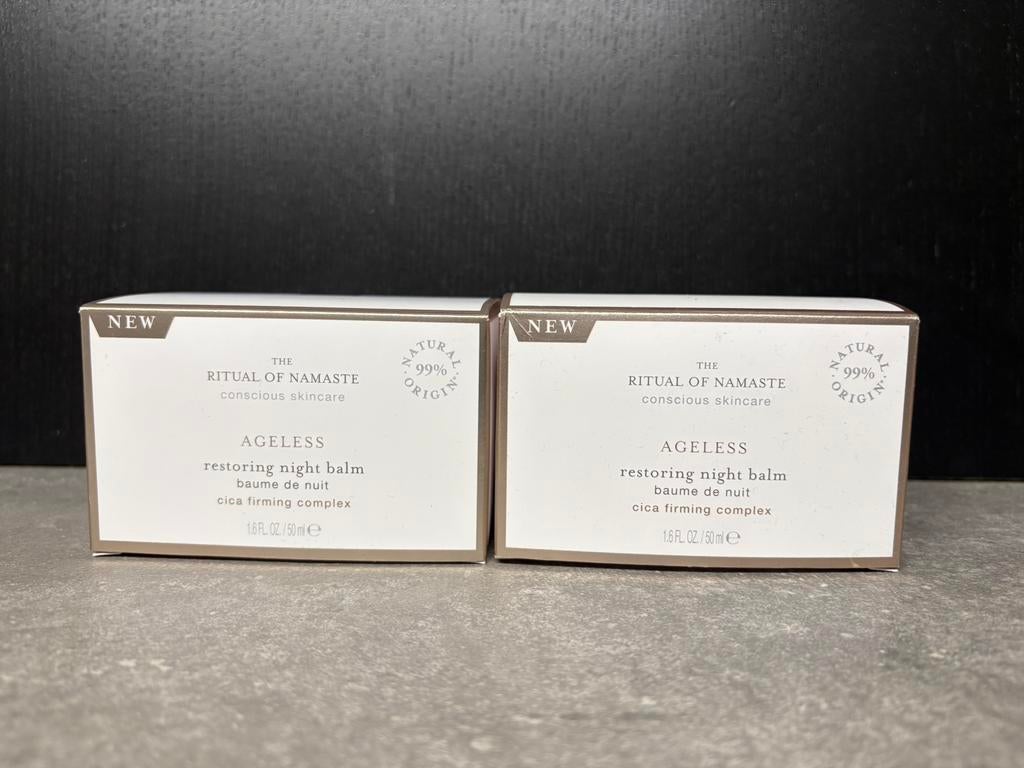 NEW
THE
RITUAL OF NAMASTE
conscious skincare
NATURAL
99%
ORIGIN
AGELESS
restoring night balm
baume de nuit
cica firming complex
1.6 FL. OZ. / 50 ml ℮
NEW
THE
RITUAL OF NAMASTE
conscious skincare
NATURAL
99%
ORIGIN
AGELESS
restoring night balm
baume de nuit
cica firming complex
1.6 FL. OZ. / 50 ml ℮